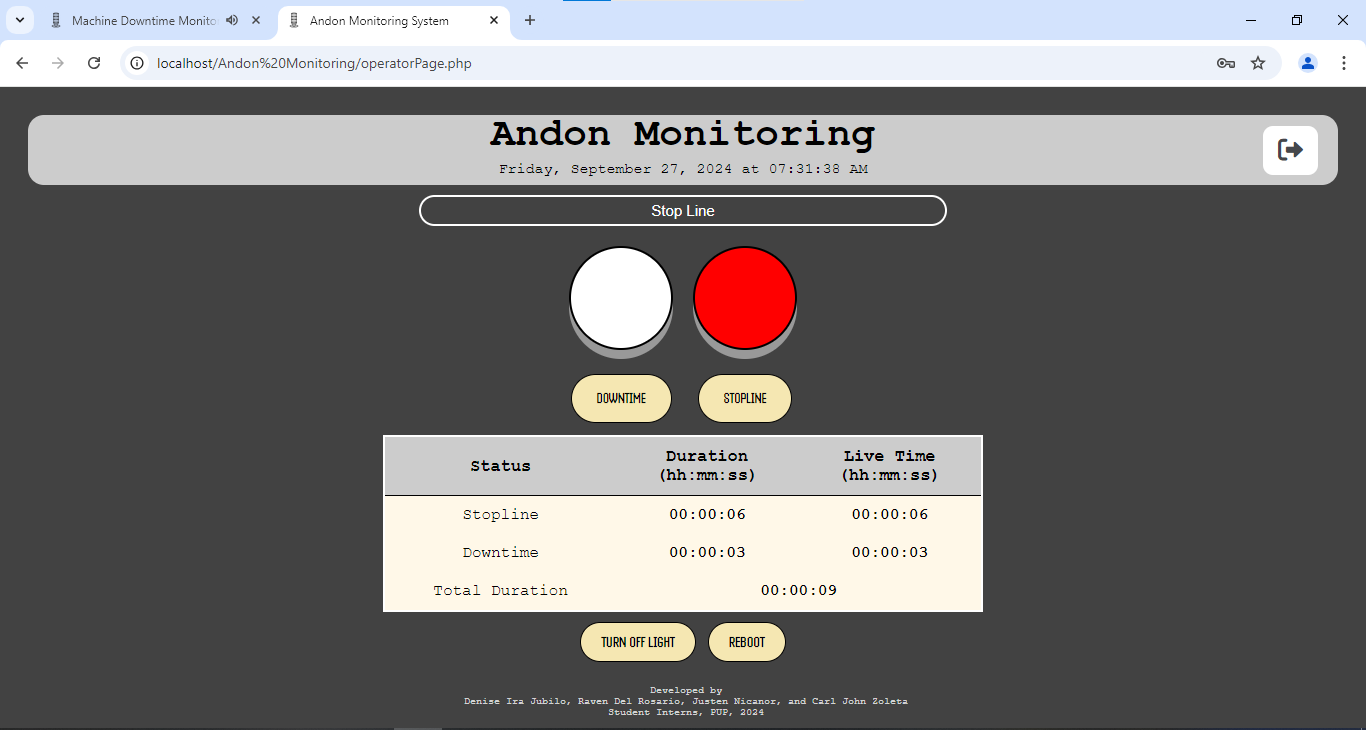 Machine Downtime Monito
Andon Monitoring System
localhost/Andon%20Monitoring/operatorPage.php
Andon Monitoring
Friday, September 27, 2024 at 07:31:38 AM
Stop Line
DOWNTIME STOPLINE
Status Duration (hh:mm:ss) Live Time (hh:mm:ss)
Stopline 00:00:06 00:00:06
Downtime 00:00:03 00:00:03
Total Duration 00:00:09
TURN OFF LIGHT REBOOT
Developed by
Denise Ira Jubilo, Raven Del Rosario, Justen Nicanor, and Carl John Zoleta
Student Interns, PUP, 2024